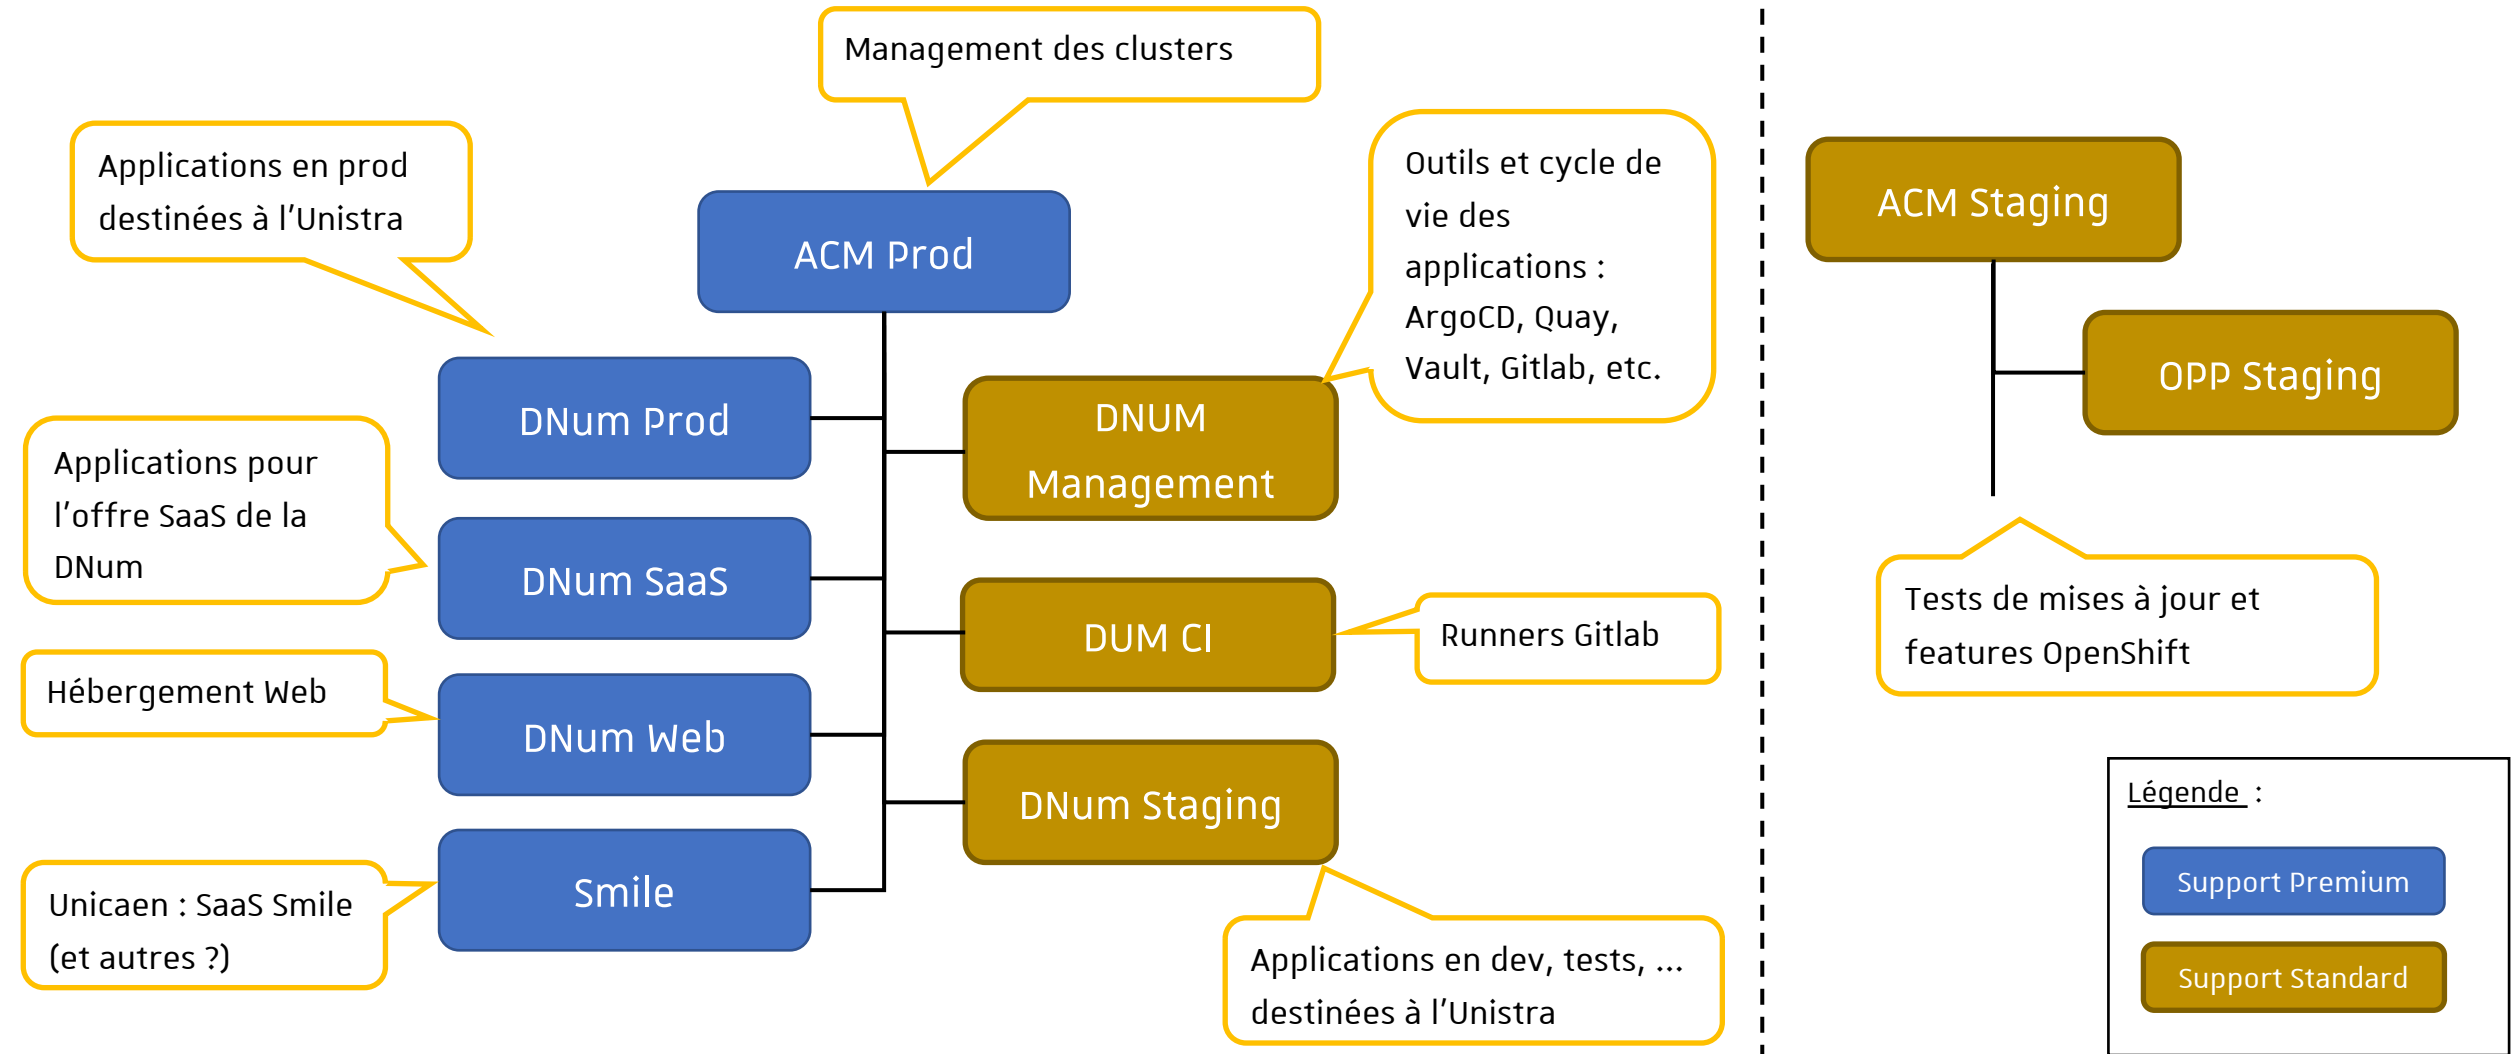 Management des clusters
Applications en prod
destinées à l'Unistra
Outils et cycle de
vie des
applications :
ArgoCD, Quay,
Vault, Gitlab, etc.
ACM Prod
ACM Staging
DNum Prod
DNUM
Management
OPP Staging
Applications pour
l'offre SaaS de la
DNum
DNum SaaS
DUM CI
Runners Gitlab
Tests de mises à jour et
features OpenShift
Hébergement Web
DNum Web
DNum Staging
Légende :
Unicaen : SaaS Smile
(et autres ?)
Smile
Support Premium
Applications en dev, tests, ...
destinées à l'Unistra
Support Standard